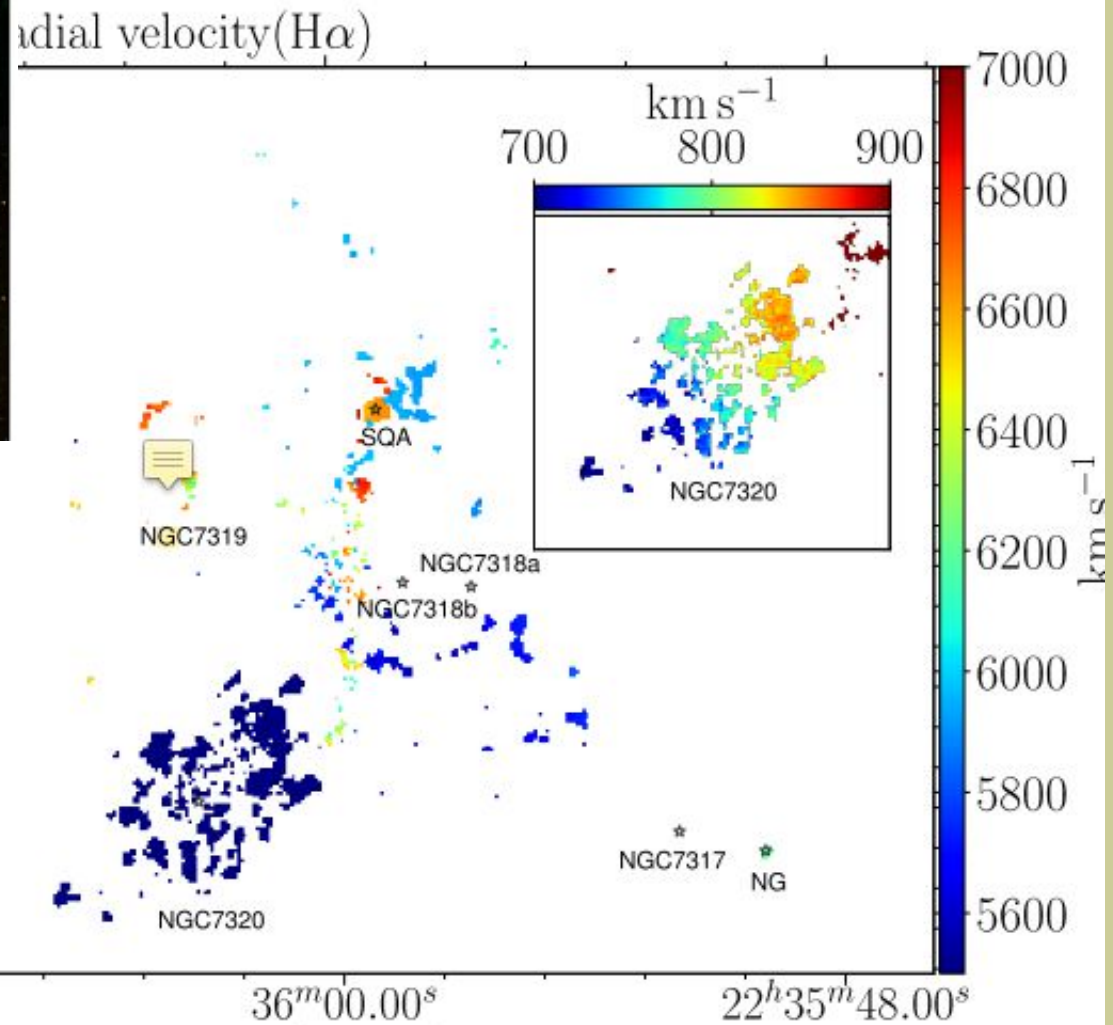 adial velocity(Hα)
km s⁻¹
700 800 900
7000
6800
6600
6400
6200
6000
5800
5600
km s⁻¹
NGC7320
SQA
NGC7319
NGC7318a
NGC7318b
NGC7317
NG
NGC7320
36ᵐ00.00ˢ
22ʰ35ᵐ48.00ˢ